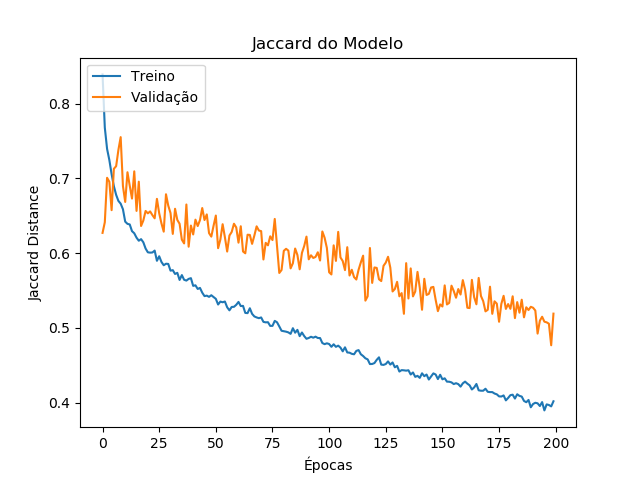 Jaccard do Modelo
Treino
Validação
0.8
0.7
0.6
0.5
0.4
Jaccard Distance
0 25 50 75 100 125 150 175 200
Épocas